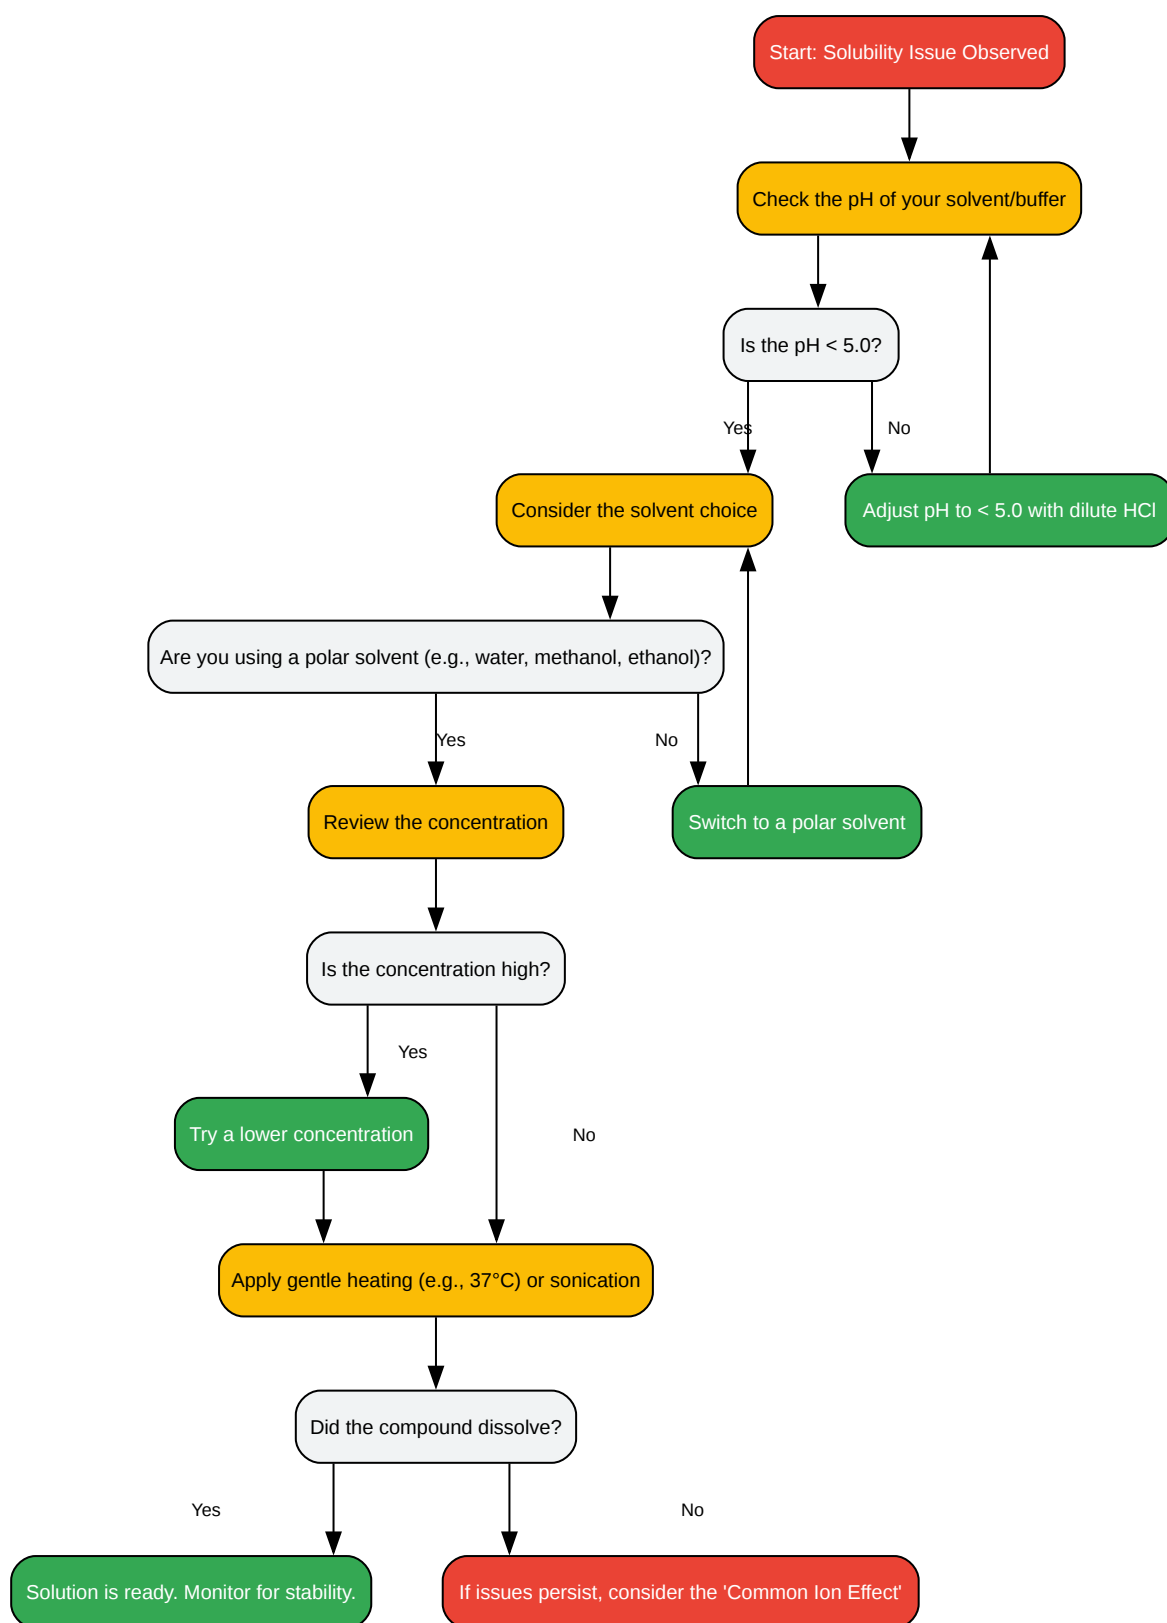 Start: Solubility Issue Observed
Check the pH of your solvent/buffer
Is the pH < 5.0?
Yes
No
Consider the solvent choice
Adjust pH to < 5.0 with dilute HCl
Are you using a polar solvent (e.g., water, methanol, ethanol)?
Yes
No
Review the concentration
Switch to a polar solvent
Is the concentration high?
Yes
Try a lower concentration
No
Apply gentle heating (e.g., 37°C) or sonication
Did the compound dissolve?
Yes
No
Solution is ready. Monitor for stability.
If issues persist, consider the 'Common Ion Effect'